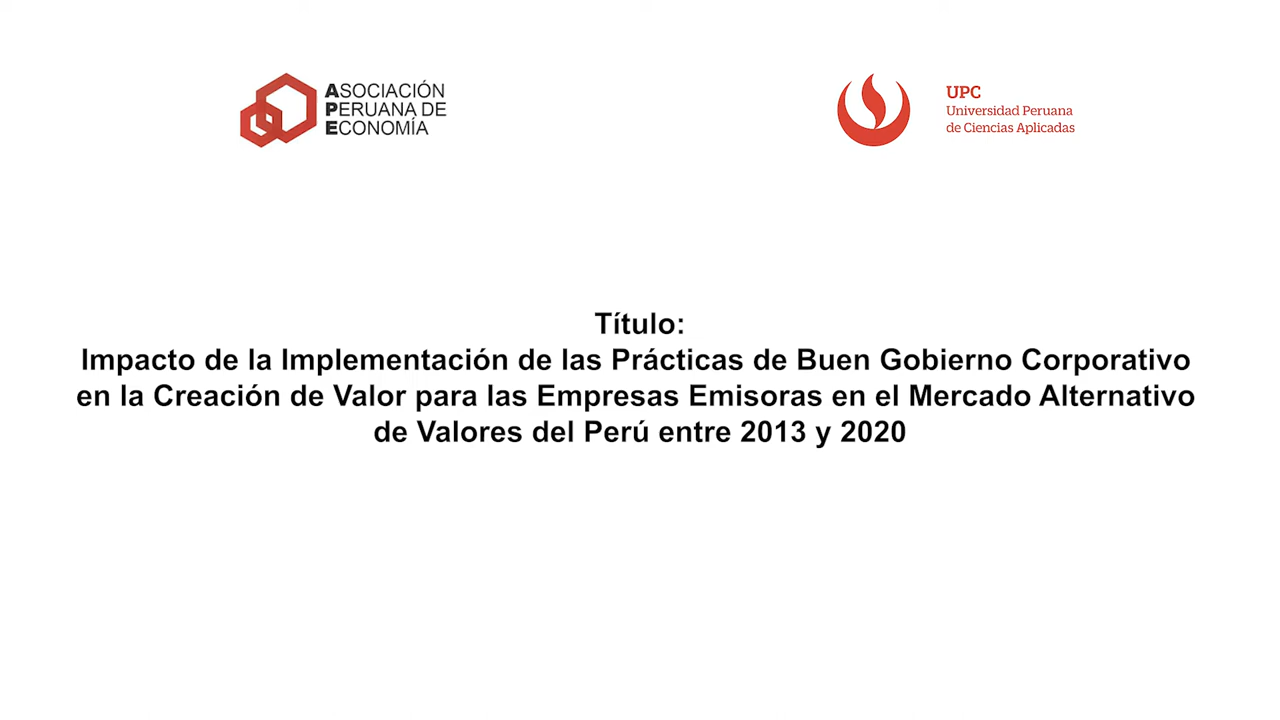 ASOCIACIÓN
PERUANA DE
ECONOMÍA
UPC
Universidad Peruana
de Ciencias Aplicadas
Título:
Impacto de la Implementación de las Prácticas de Buen Gobierno Corporativo
en la Creación de Valor para las Empresas Emisoras en el Mercado Alternativo
de Valores del Perú entre 2013 y 2020